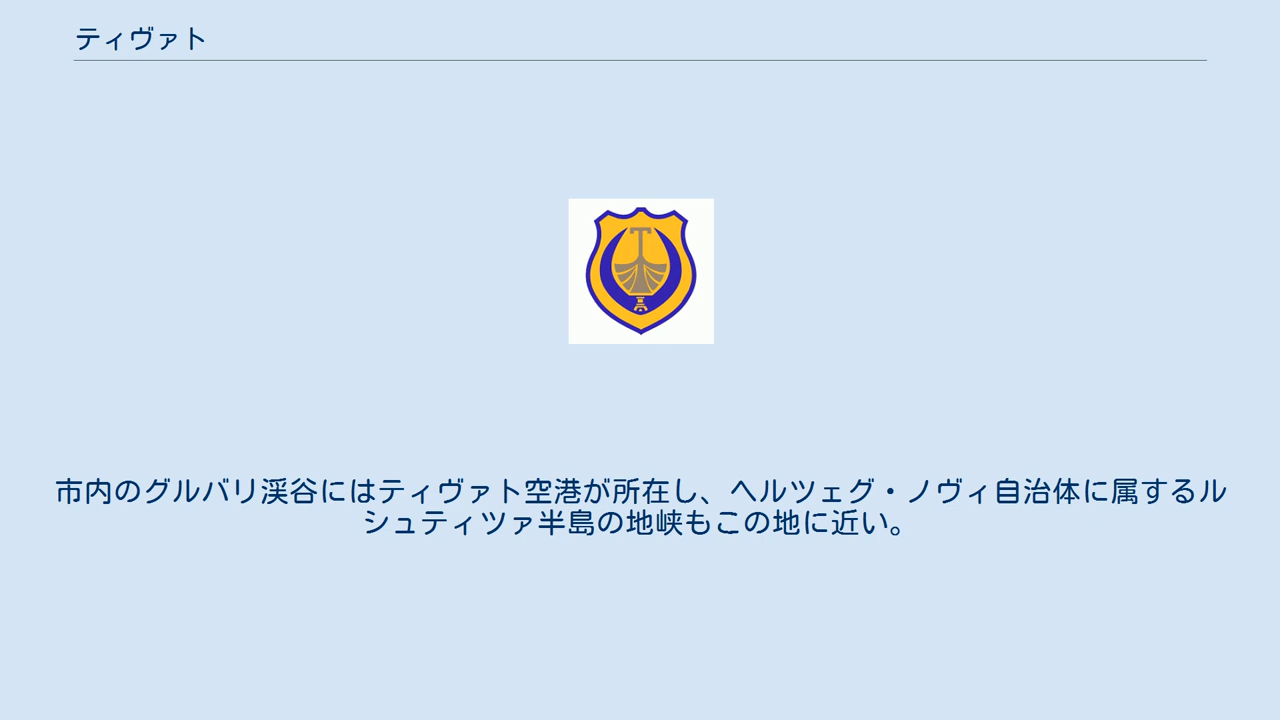 ティヴァト
市内のグルバリ渓谷にはティヴァト空港が所在し、ヘルツェグ・ノヴィ自治体に属するル
シュティツァ半島の地峡もこの地に近い。